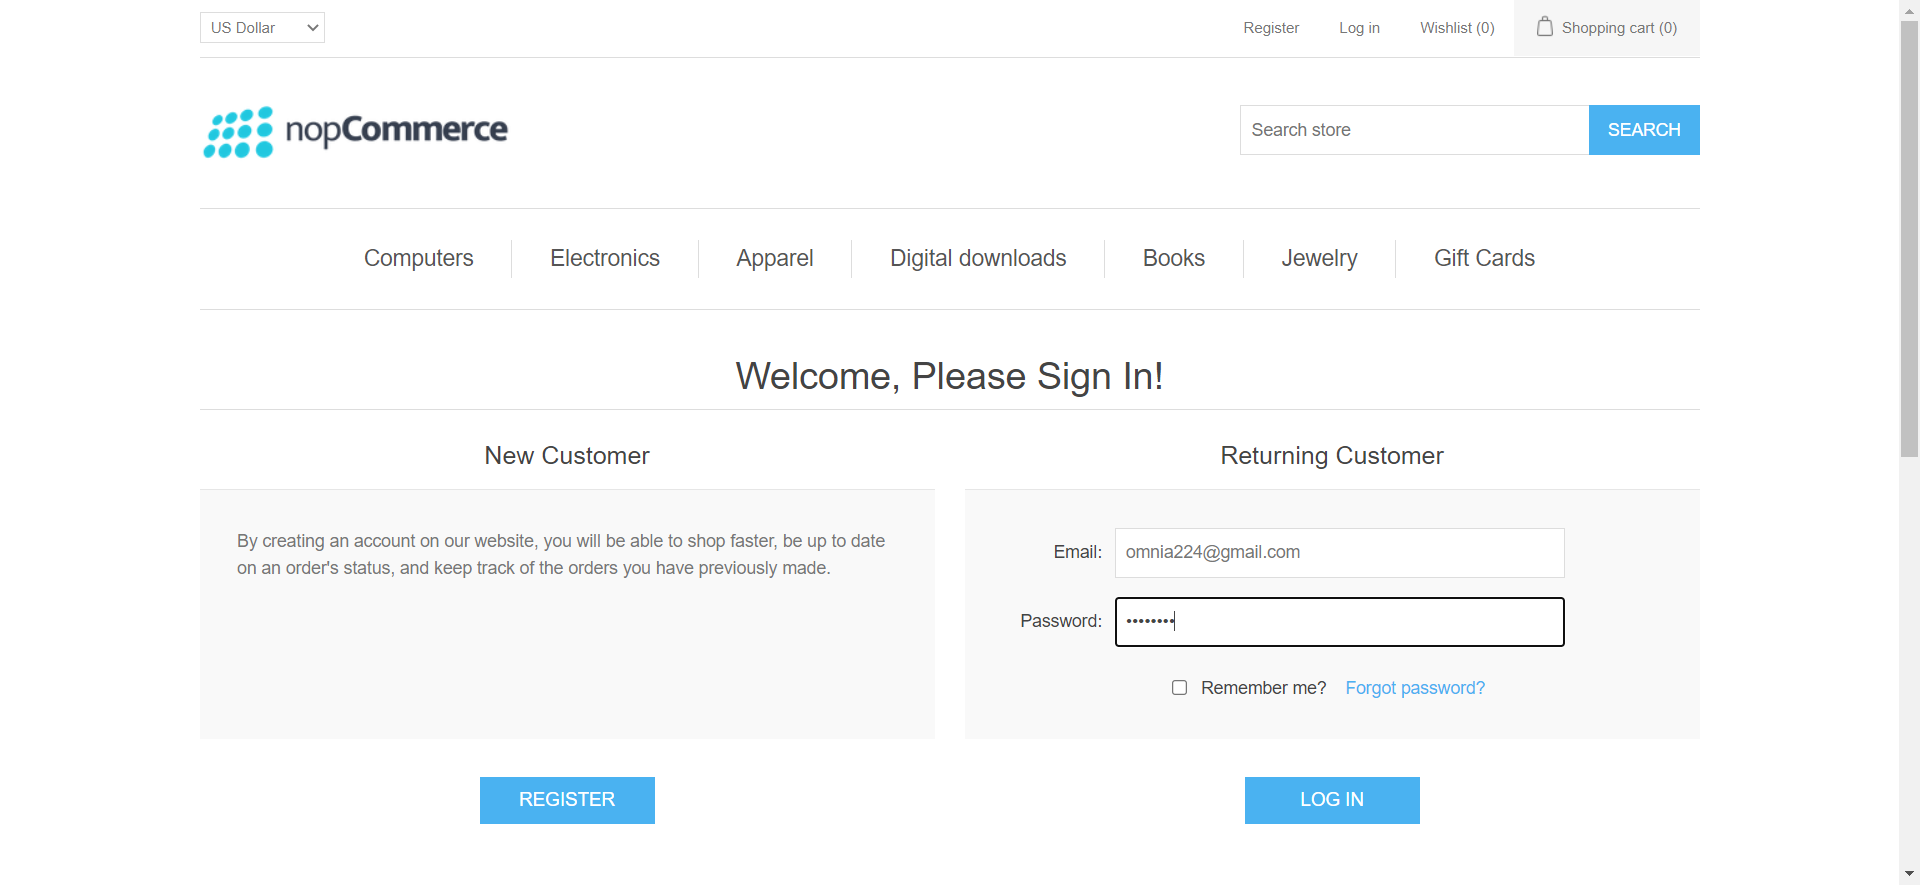 US Dollar
Register Log in Wishlist (0) Shopping cart (0)
nopCommerce
Search store SEARCH
Computers Electronics Apparel Digital downloads Books Jewelry Gift Cards
Welcome, Please Sign In!
New Customer
By creating an account on our website, you will be able to shop faster, be up to date
on an order's status, and keep track of the orders you have previously made.
REGISTER
Returning Customer
Email: omnia224@gmail.com
Password: ••••••••
Remember me? Forgot password?
LOG IN